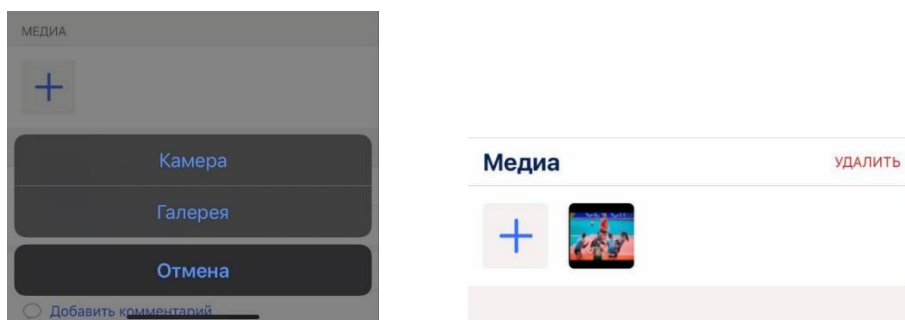 МЕДИА
Камера
Галерея
Отмена
Добавить комментарий
Медиа
УДАЛИТЬ